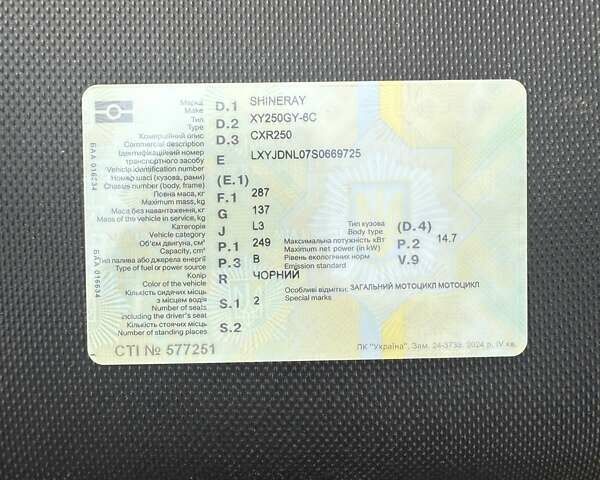 Марка D.1 SHINERAY
Make
Тип D.2 XY250GY-6C
Type
Комерційний опис D.3 CXR250
Commercial description
Ідентифікаційний номер
транспортного засобу E LXYJDNL07S0669725
Vehicle identification number
Номер шасі (кузова, рами) (E.1)
Chassis number (body, frame)
Повна маса, кг F.1 287
Maximum mass, kg
Маса без навантаження, кг G 137
Mass of the vehicle in service, kg
Категорія J L3 Тип кузова (D.4)
Vehicle category Body type
Об'єм двигуна, см³ P.1 249 Максимальна потужність кВт P.2 14.7
Capacity, cm³ Maximum net power (in kW)
Тип палива або джерела енергії P.3 B Рівень екологічних норм V.9
Type of fuel or power source Emission standard
Колір R ЧОРНИЙ
Color of the vehicle
Кількість сидячих місць Особливі відмітки: ЗАГАЛЬНИЙ МОТОЦИКЛ МОТОЦИКЛ
з місцем водія S.1 2 Special marks
Number of seats
including the driver's seat
Кількість стоячих місць S.2
Number of standing places
СТІ № 577251
ПК "Україна", Зам. 24-3733. 2024 р. IV кв.